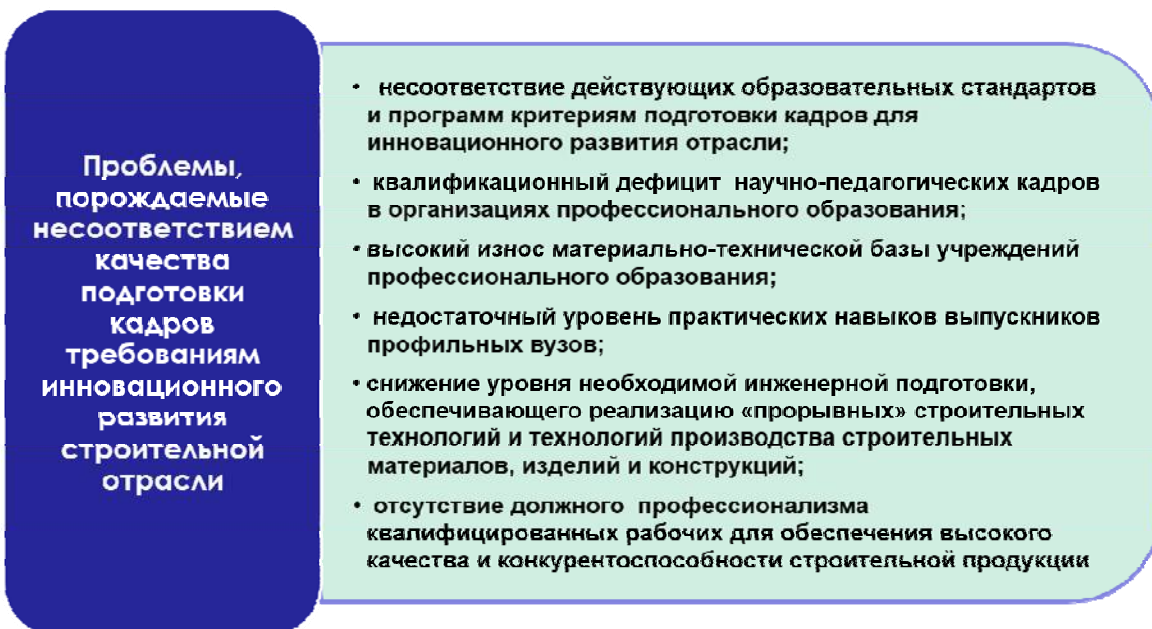 Проблемы,
порождаемые
несоответствием
качества
подготовки
кадров
требованиям
инновационного
развития
строительной
отрасли
• несоответствие действующих образовательных стандартов
и программ критериям подготовки кадров для
инновационного развития отрасли;
• квалификационный дефицит научно-педагогических кадров
в организациях профессионального образования;
• высокий износ материально-технической базы учреждений
профессионального образования;
• недостаточный уровень практических навыков выпускников
профильных вузов;
• снижение уровня необходимой инженерной подготовки,
обеспечивающего реализацию «прорывных» строительных
технологий и технологий производства строительных
материалов, изделий и конструкций;
• отсутствие должного профессионализма
квалифицированных рабочих для обеспечения высокого
качества и конкурентоспособности строительной продукции